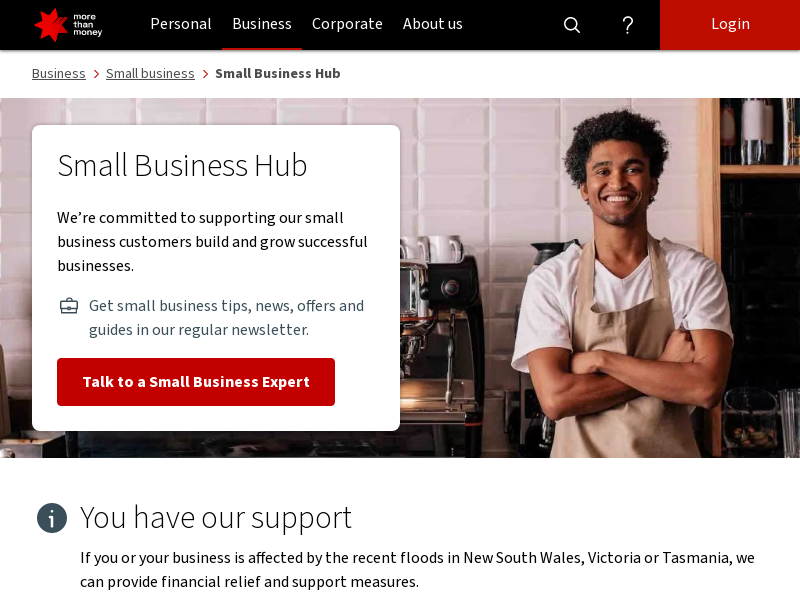 more
than
money
Personal Business Corporate About us Login
Business Small business Small Business Hub
Small Business Hub
We’re committed to supporting our small
business customers build and grow successful
businesses.
Get small business tips, news, offers and
guides in our regular newsletter.
Talk to a Small Business Expert
You have our support
If you or your business is affected by the recent floods in New South Wales, Victoria or Tasmania, we
can provide financial relief and support measures.